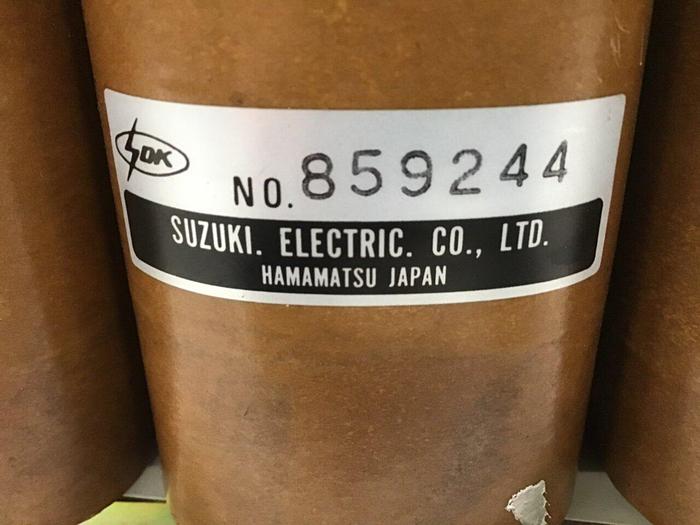 SDK
NO. 859244
SUZUKI. ELECTRIC. CO., LTD.
HAMAMATSU JAPAN